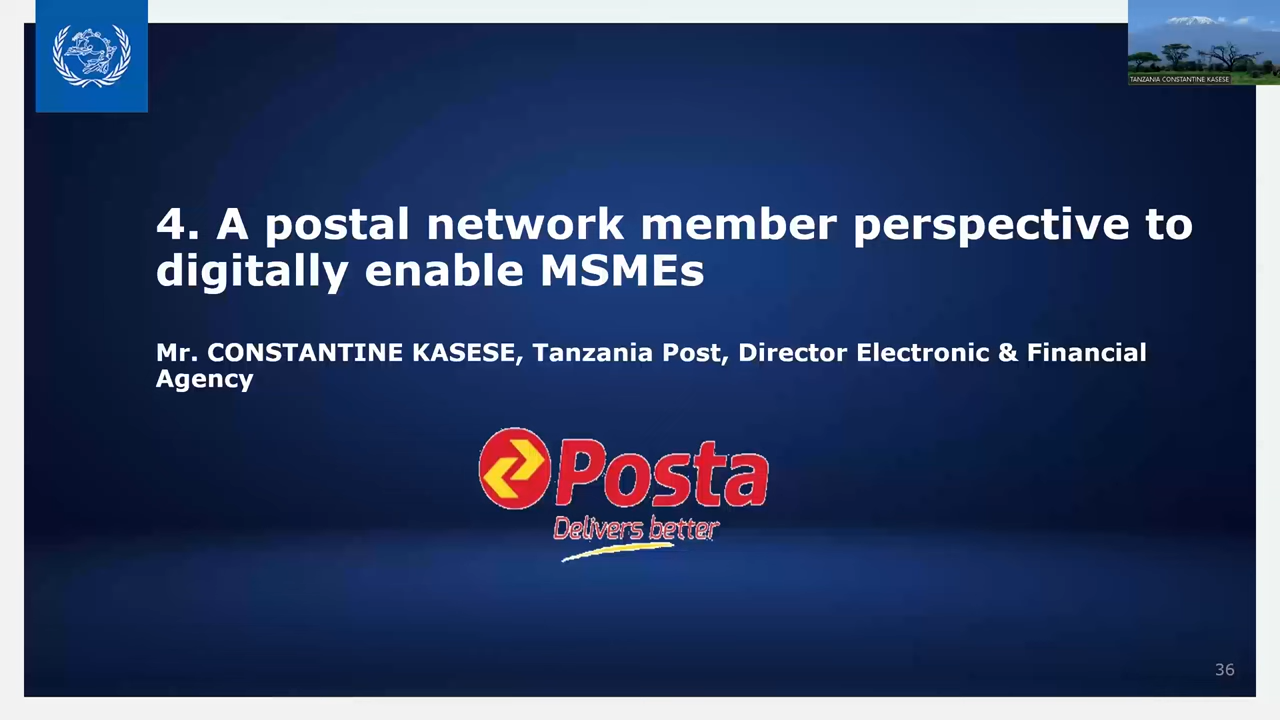 TANZANIA CONSTANTINE KASESE
4. A postal network member perspective to
digitally enable MSMEs
Mr. CONSTANTINE KASESE, Tanzania Post, Director Electronic & Financial
Agency
Posta
Delivers better
36